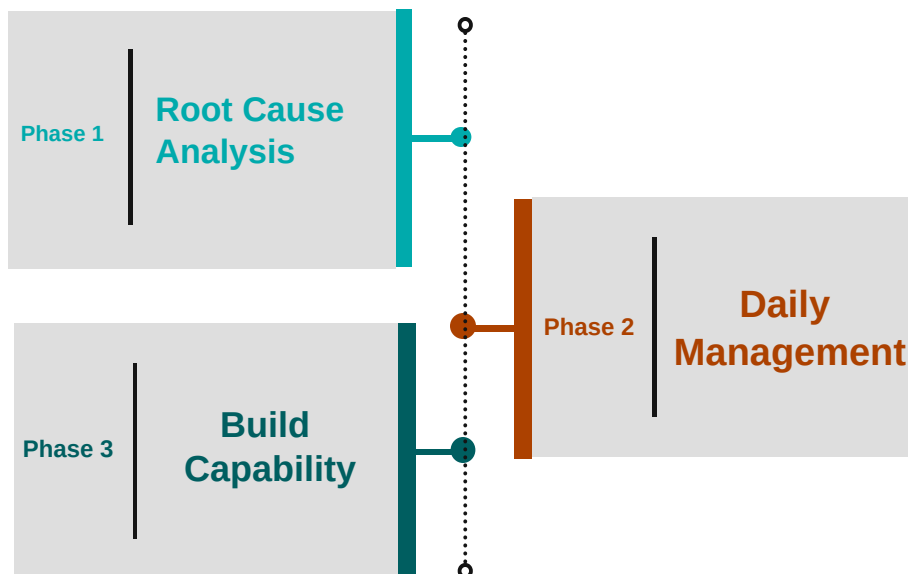 Phase 1
Root Cause
Analysis
Phase 2
Daily
Management
Phase 3
Build
Capability